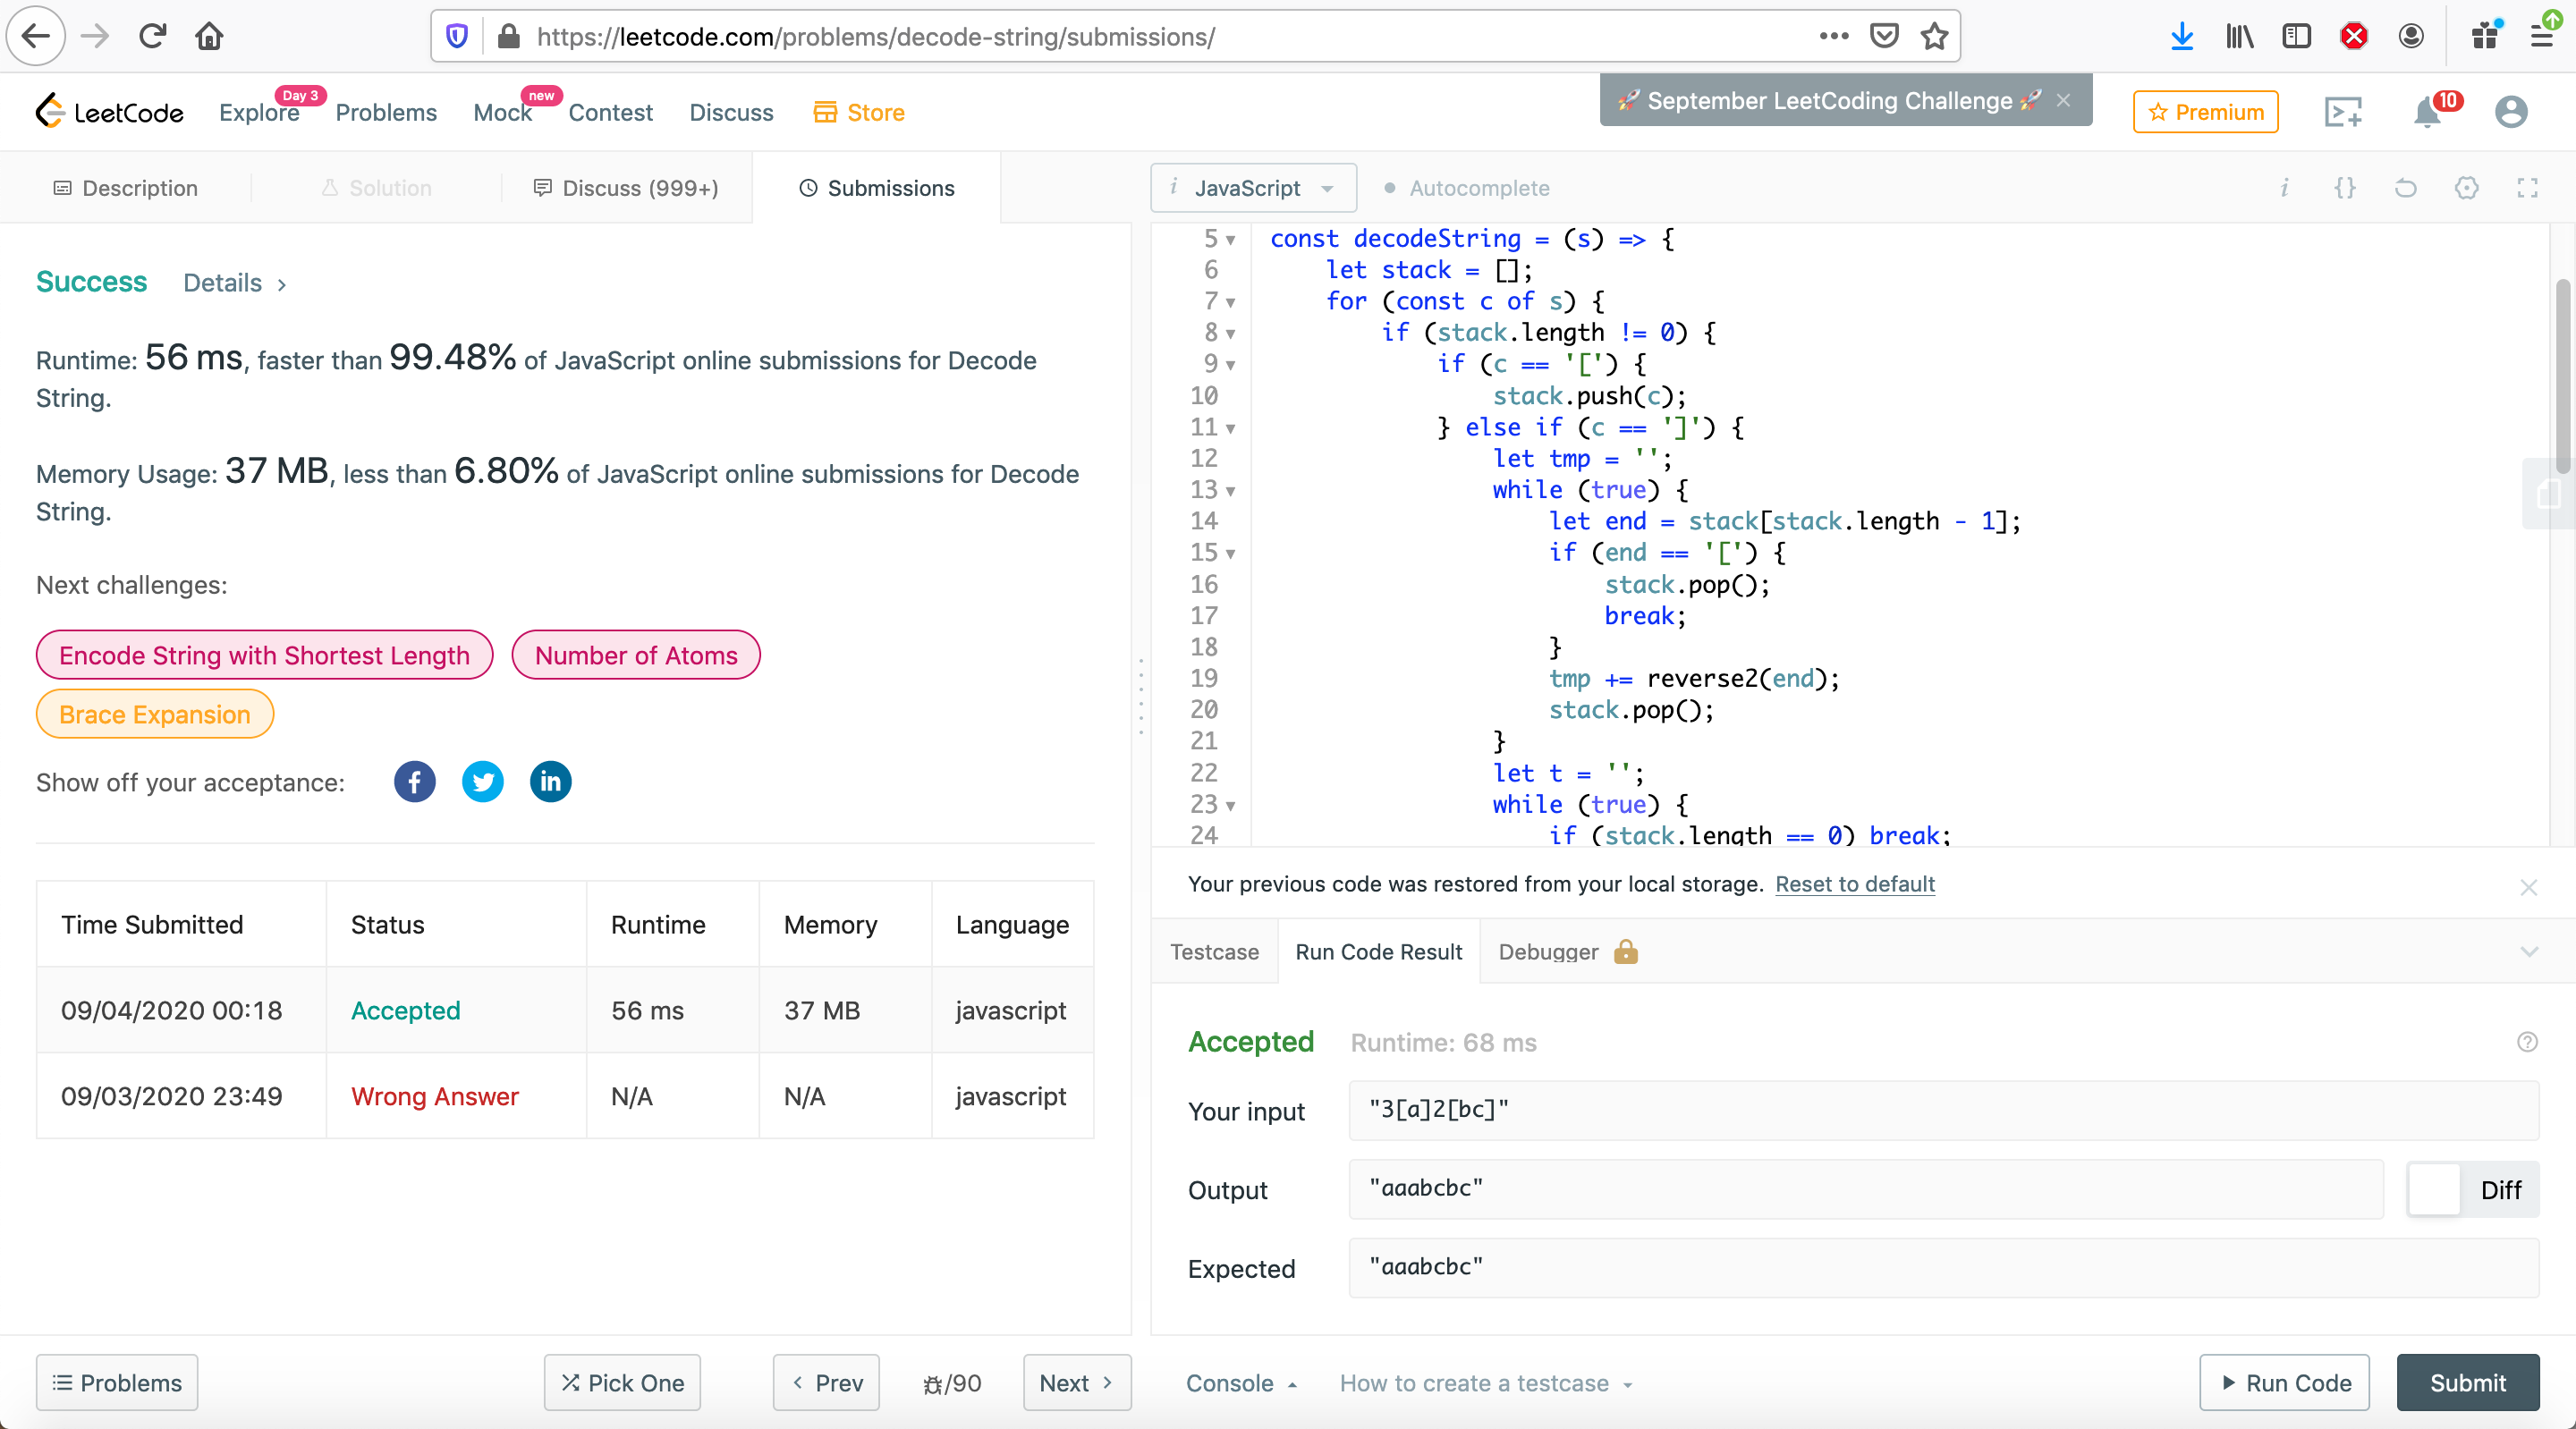 https://leetcode.com/problems/decode-string/submissions/
LeetCode
Explore
Day 3
Problems
Mock
new
Contest
Discuss
Store
🚀 September LeetCoding Challenge 🚀
Premium
10
Description
Solution
Discuss (999+)
Submissions
Success Details
Runtime: 56 ms, faster than 99.48% of JavaScript online submissions for Decode
String.
Memory Usage: 37 MB, less than 6.80% of JavaScript online submissions for Decode
String.
Next challenges:
Encode String with Shortest Length
Number of Atoms
Brace Expansion
Show off your acceptance:
Time Submitted Status Runtime Memory Language
09/04/2020 00:18 Accepted 56 ms 37 MB javascript
09/03/2020 23:49 Wrong Answer N/A N/A javascript
Problems
Pick One
Prev
/90
Next
i JavaScript
Autocomplete
5 const decodeString = (s) => {
6 let stack = [];
7 for (const c of s) {
8 if (stack.length != 0) {
9 if (c == '[') {
10 stack.push(c);
11 } else if (c == ']') {
12 let tmp = '';
13 while (true) {
14 let end = stack[stack.length - 1];
15 if (end == '[') {
16 stack.pop();
17 break;
18 }
19 tmp += reverse2(end);
20 stack.pop();
21 }
22 let t = '';
23 while (true) {
24 if (stack.length == 0) break;
Your previous code was restored from your local storage. Reset to default
Testcase
Run Code Result
Debugger
Accepted Runtime: 68 ms
Your input "3[a]2[bc]"
Output "aaabcbc"
Diff
Expected "aaabcbc"
Console
How to create a testcase
Run Code
Submit